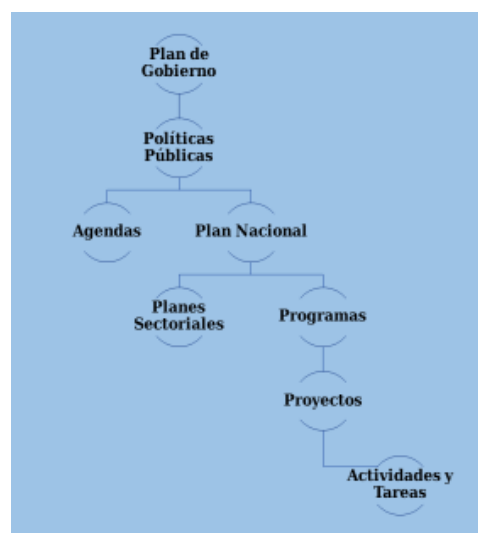 Plan de
Gobierno
Políticas
Públicas
Agendas
Plan Nacional
Planes
Sectoriales
Programas
Proyectos
Actividades y
Tareas